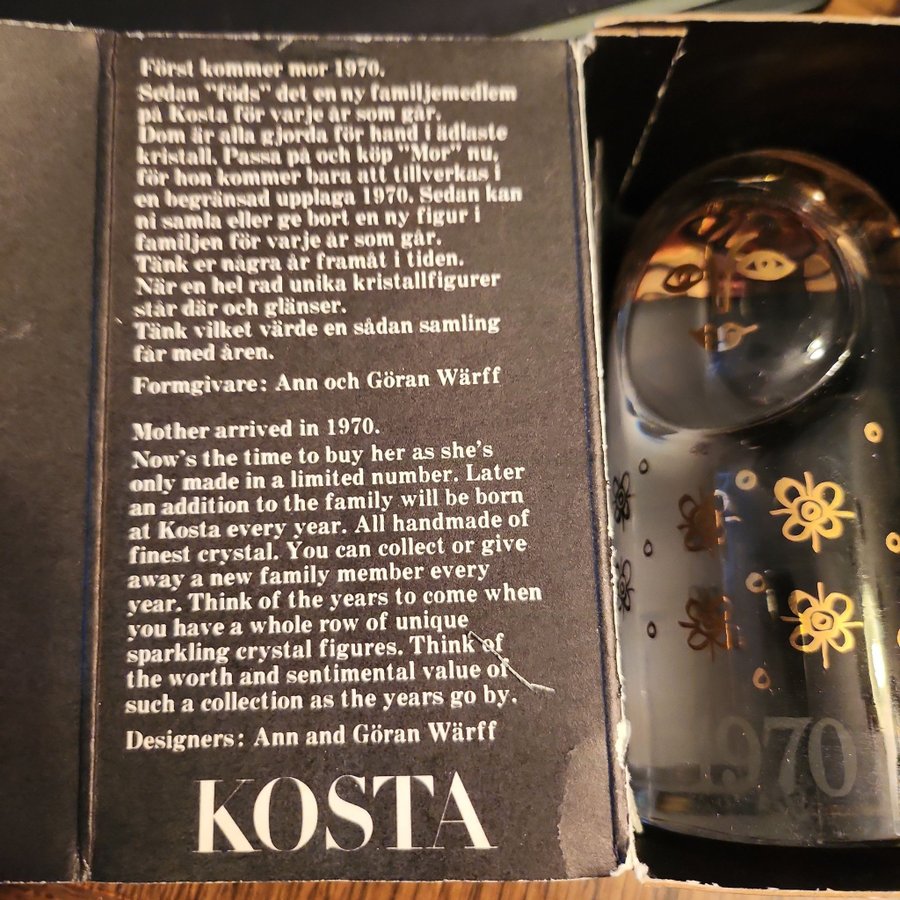 Först kommer mor 1970.
Sedan "föds" det en ny familjemedlem
på Kosta för varje år som går.
Dom är alla gjorda för hand i ädlaste
kristall. Passa på och köp "Mor" nu,
för hon kommer bara att tillverkas i
en begränsad upplaga 1970. Sedan kan
ni samla eller ge bort en ny figur i
familjen för varje år som går.
Tänk er några år framåt i tiden.
När en hel rad unika kristallfigurer
står där och glänser.
Tänk vilket värde en sådan samling
får med åren.
Formgivare: Ann och Göran Wärff
Mother arrived in 1970.
Now's the time to buy her as she's
only made in a limited number. Later
an addition to the family will be born
at Kosta every year. All handmade of
finest crystal. You can collect or give
away a new family member every
year. Think of the years to come when
you have a whole row of unique
sparkling crystal figures. Think of
the worth and sentimental value of
such a collection as the years go by.
Designers: Ann and Göran Wärff
KOSTA
1970